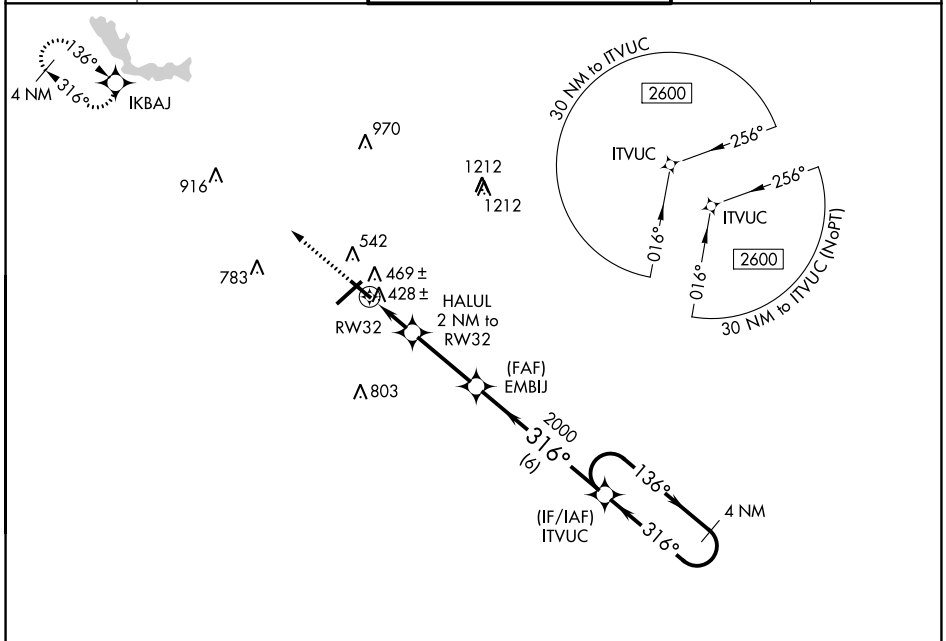 136°
316°
4 NM
IKBAJ
970
916
1212
1212
542
783
469 ±
428 ±
RW32
HALUL
2 NM to
RW32
(FAF)
EMBIJ
803
2000
316°
(6)
(IF/IAF)
ITVUC
136°
316°
4 NM
30 NM to ITVUC
2600
ITVUC
256°
016°
256°
ITVUC
2600
016°
30 NM to ITVUC (NoPT)